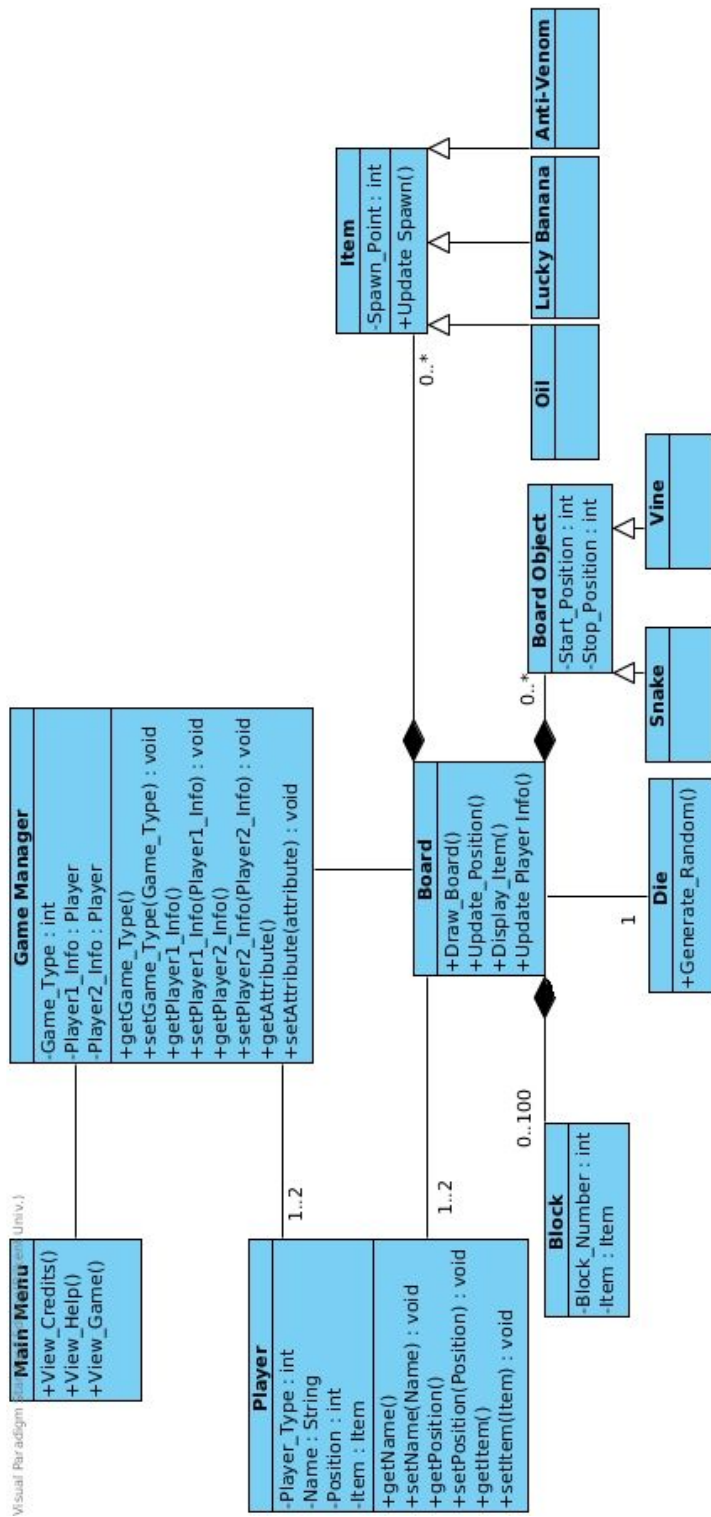 Visual Paradigm
Univ.)
Main Menu
+View_Credits()
+View_Help()
+View_Game()
Game Manager
-Game_Type : int
-Player1_Info : Player
-Player2_Info : Player
+getGame_Type()
+setGame_Type(Game_Type) : void
+getPlayer1_Info()
+setPlayer1_Info(Player1_Info) : void
+getPlayer2_Info()
+setPlayer2_Info(Player2_Info) : void
+getAttribute()
+setAttribute(attribute) : void
1..2
Player
-Player_Type : int
-Name : String
-Position : int
-Item : Item
+getName()
+setName(Name) : void
+getPosition()
+setPosition(Position) : void
+getItem()
+setItem(Item) : void
1..2
Board
+Draw_Board()
+Update_Position()
+Display_Item()
+Update Player Info()
0..*
Item
-Spawn_Point : int
+Update Spawn()
Oil
Lucky Banana
Anti-Venom
0..*
Board Object
-Start_Position : int
-Stop_Position : int
Snake
Vine
0..100
Block
-Block_Number : int
-Item : Item
1
Die
+Generate_Random()